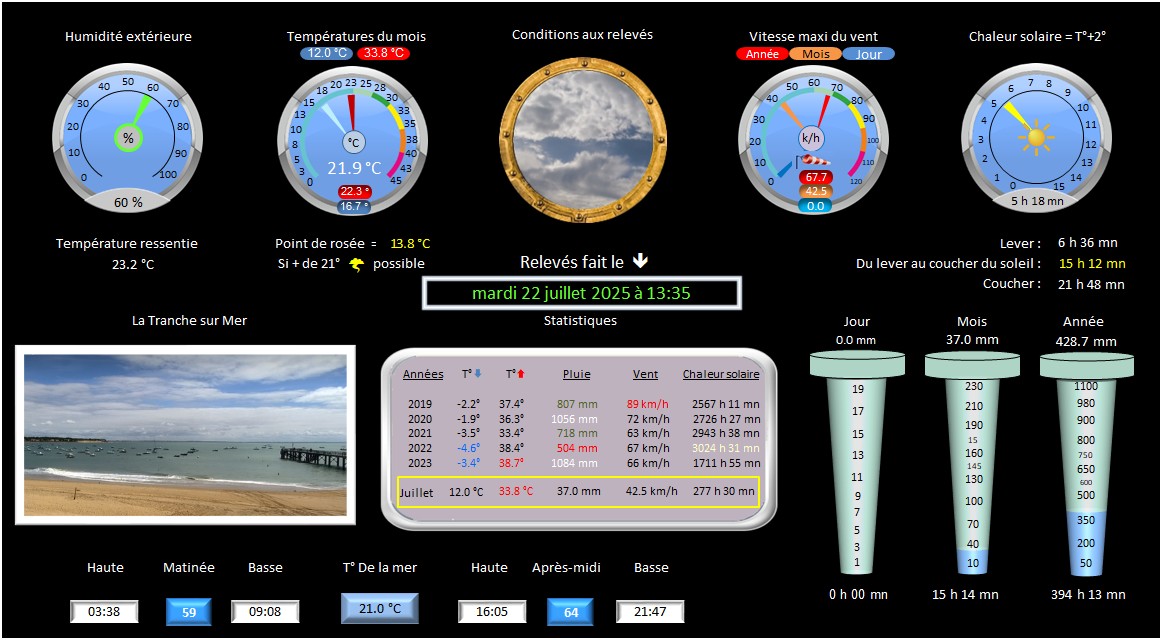 Humidité extérieure
Températures du mois
12.0 °C 33.8 °C
Conditions aux relevés
Vitesse maxi du vent
Année Mois Jour
Chaleur solaire = T°+2°
0 10 20 30 40 50 60 70 80 90 100
%
60 %
0 3 5 8 10 13 15 18 20 23 25 28 30 33 35 38 40 43 45
°C
21.9 °C
22.3 °
16.7 °
0 10 20 30 40 50 60 70 80 90 100 110 120
k/h
67.7
42.5
0.0
0 1 2 3 4 5 6 7 8 9 10 11 12 13 14 15
5 h 18 mn
Température ressentie
23.2 °C
Point de rosée = 13.8 °C
Si + de 21° possible
Relevés fait le
mardi 22 juillet 2025 à 13:35
Lever : 6 h 36 mn
Du lever au coucher du soleil : 15 h 12 mn
Coucher : 21 h 48 mn
La Tranche sur Mer
Statistiques
Années T° T° Pluie Vent Chaleur solaire
2019 -2.2° 37.4° 807 mm 89 km/h 2567 h 11 mn
2020 -1.9° 36.3° 1056 mm 72 km/h 2726 h 27 mn
2021 -3.5° 33.4° 718 mm 63 km/h 2943 h 38 mn
2022 -4.6° 38.4° 504 mm 67 km/h 3024 h 31 mn
2023 -3.4° 38.7° 1084 mm 66 km/h 1711 h 55 mn
Juillet 12.0 °C 33.8 °C 37.0 mm 42.5 km/h 277 h 30 mn
Jour
0.0 mm
19
17
15
13
11
9
7
5
3
1
0 h 00 mn
Mois
37.0 mm
230
210
190
15
160
145
130
100
70
40
10
15 h 14 mn
Année
428.7 mm
1100
980
900
800
750
650
600
500
350
200
50
394 h 13 mn
Haute Matinée Basse T° De la mer Haute Après-midi Basse
03:38 59 09:08 21.0 °C 16:05 64 21:47